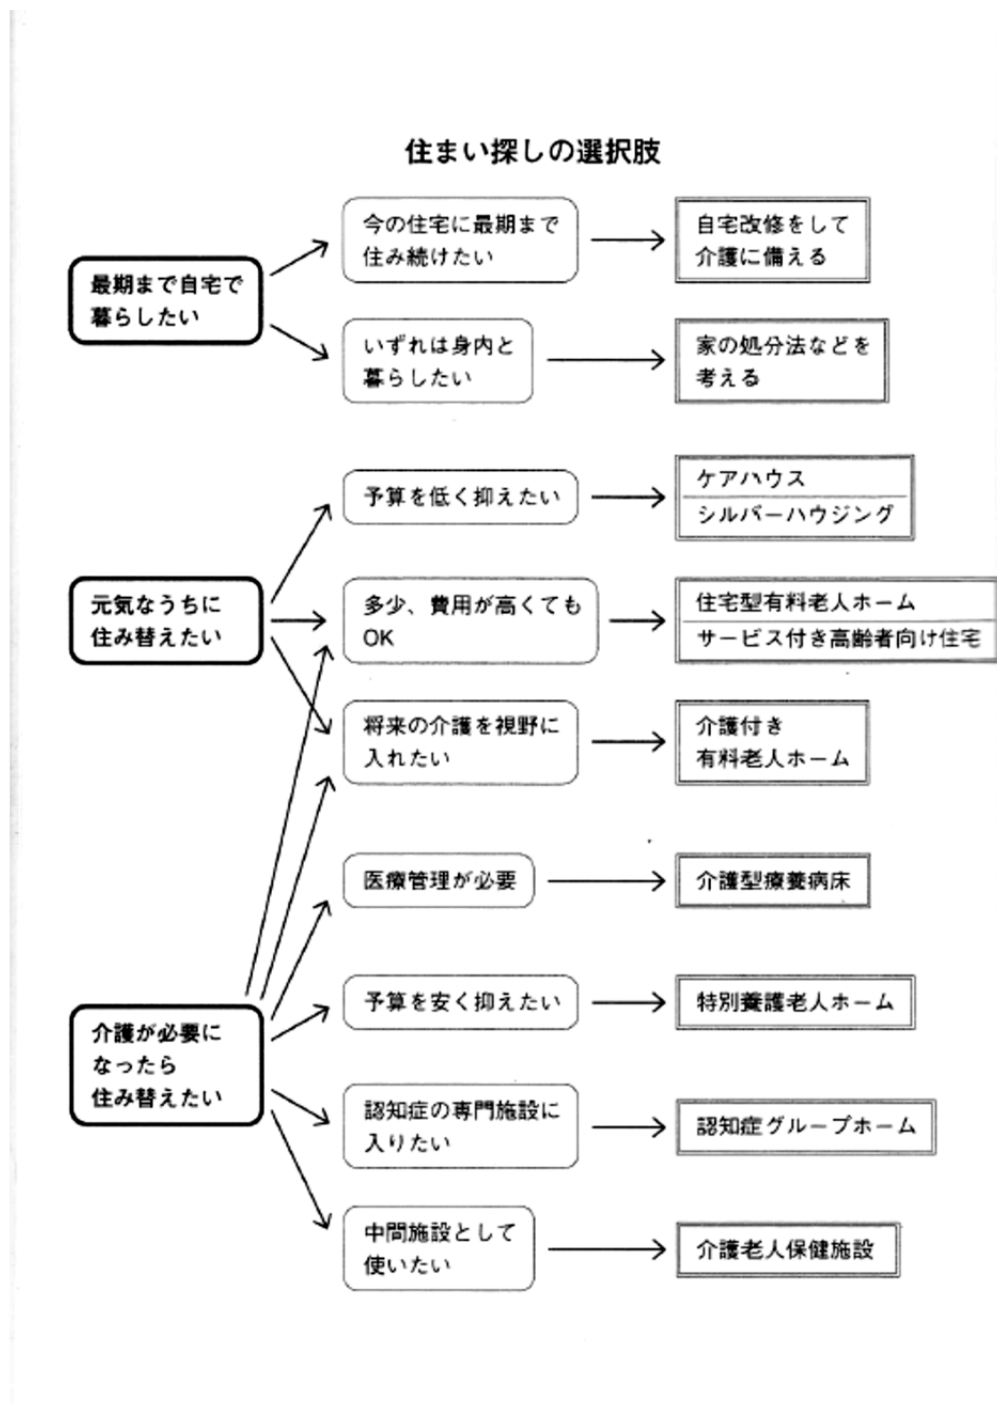 住まい探しの選択肢
最期まで自宅で
暮らしたい
今の住宅に最期まで
住み続けたい
自宅改修をして
介護に備える
いずれは身内と
暮らしたい
家の処分法などを
考える
元気なうちに
住み替えたい
予算を低く抑えたい
ケアハウス
シルバーハウジング
多少、費用が高くても
OK
住宅型有料老人ホーム
サービス付き高齢者向け住宅
将来の介護を視野に
入れたい
介護付き
有料老人ホーム
介護が必要に
なったら
住み替えたい
医療管理が必要
介護型療養病床
予算を安く抑えたい
特別養護老人ホーム
認知症の専門施設に
入りたい
認知症グループホーム
中間施設として
使いたい
介護老人保健施設